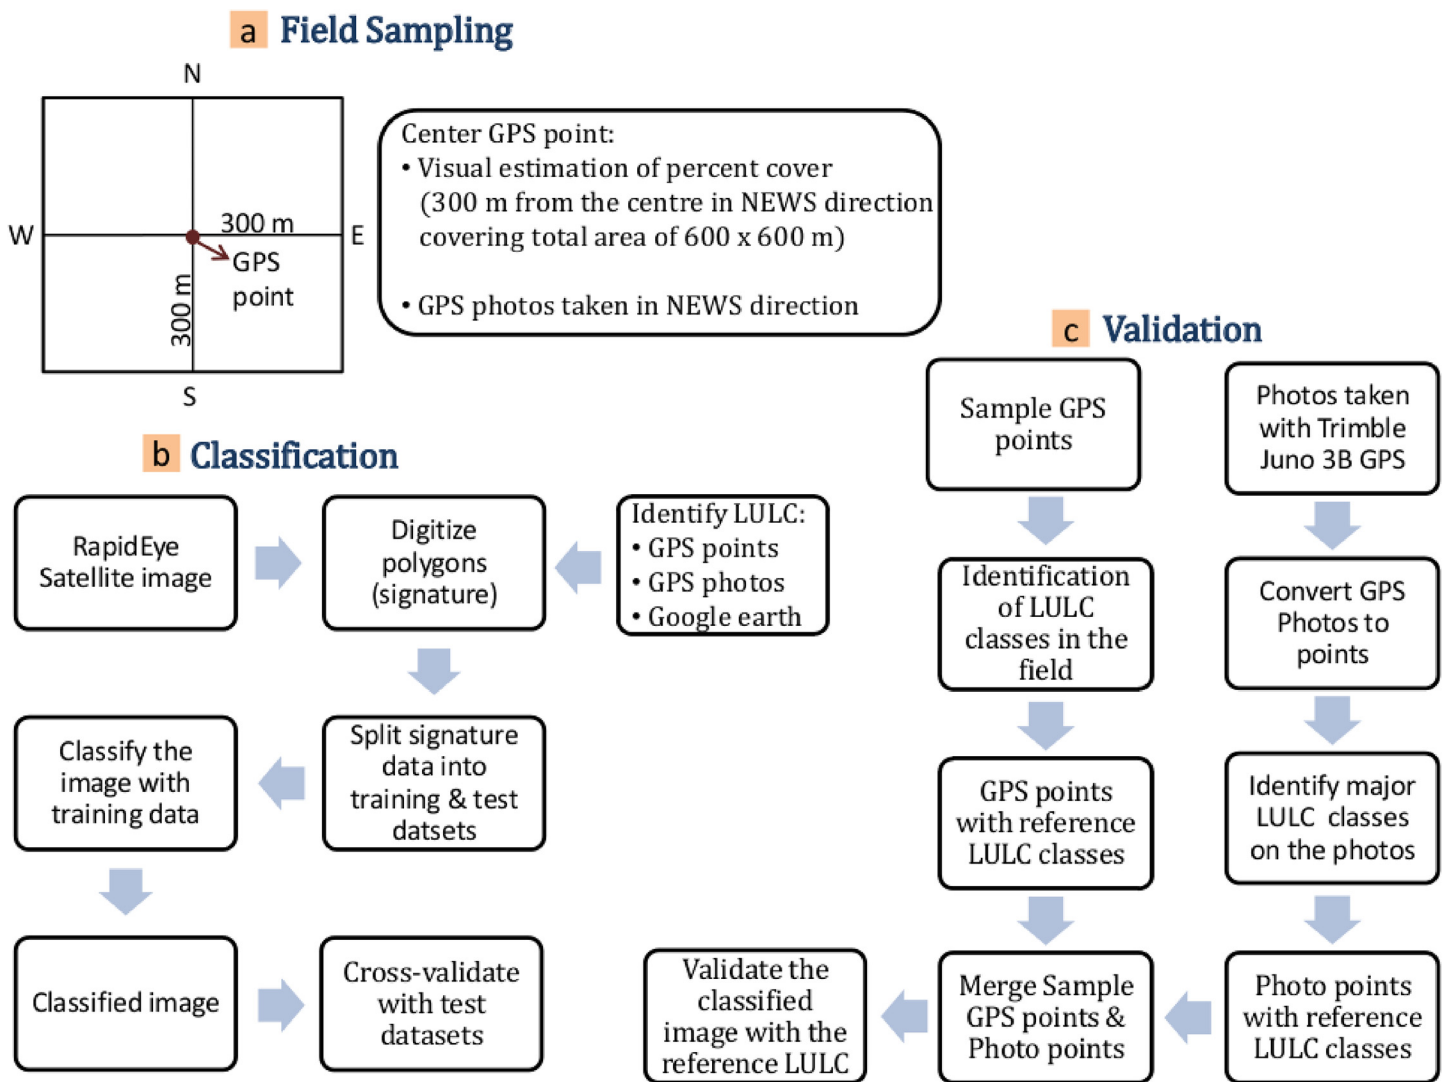 a Field Sampling
N
W
300 m
E
GPS
point
300 m
S
Center GPS point:
• Visual estimation of percent cover
(300 m from the centre in NEWS direction
covering total area of 600 x 600 m)
• GPS photos taken in NEWS direction
b Classification
RapidEye
Satellite image
Digitize
polygons
(signature)
Identify LULC:
• GPS points
• GPS photos
• Google earth
Classify the
image with
training data
Split signature
data into
training & test
datsets
Classified image
Cross-validate
with test
datasets
c Validation
Sample GPS
points
Photos taken
with Trimble
Juno 3B GPS
Identification
of LULC
classes in the
field
Convert GPS
Photos to
points
GPS points
with reference
LULC classes
Identify major
LULC classes
on the photos
Validate the
classified
image with the
reference LULC
Merge Sample
GPS points &
Photo points
Photo points
with reference
LULC classes